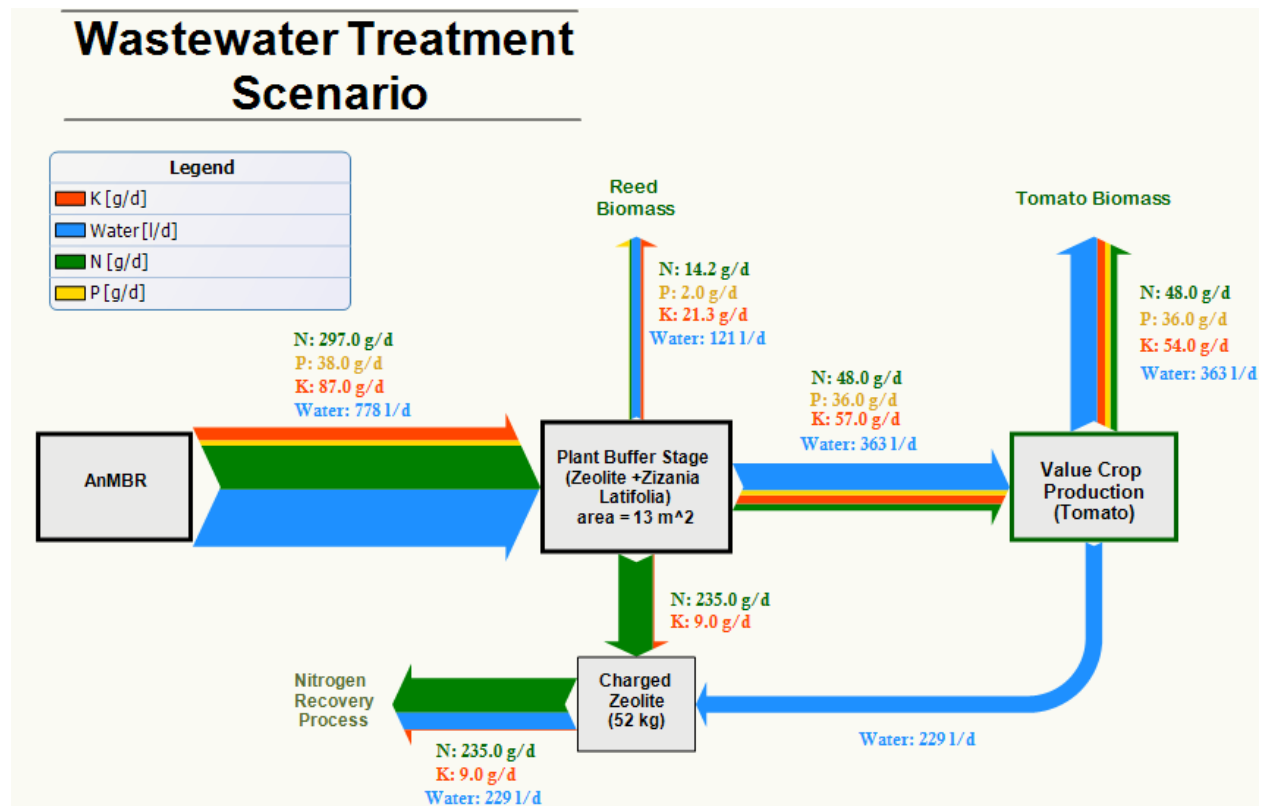 Wastewater Treatment
Scenario
Legend
K [g/d]
Water [l/d]
N [g/d]
P [g/d]
Reed
Biomass
Tomato Biomass
N: 14.2 g/d
P: 2.0 g/d
K: 21.3 g/d
Water: 121 l/d
N: 48.0 g/d
P: 36.0 g/d
K: 54.0 g/d
Water: 363 l/d
N: 297.0 g/d
P: 38.0 g/d
K: 87.0 g/d
Water: 778 l/d
N: 48.0 g/d
P: 36.0 g/d
K: 57.0 g/d
Water: 363 l/d
AnMBR
Plant Buffer Stage
(Zeolite +Zizania
Latifolia)
area = 13 m^2
Value Crop
Production
(Tomato)
N: 235.0 g/d
K: 9.0 g/d
Nitrogen
Recovery
Process
Charged
Zeolite
(52 kg)
Water: 229 l/d
N: 235.0 g/d
K: 9.0 g/d
Water: 229 l/d